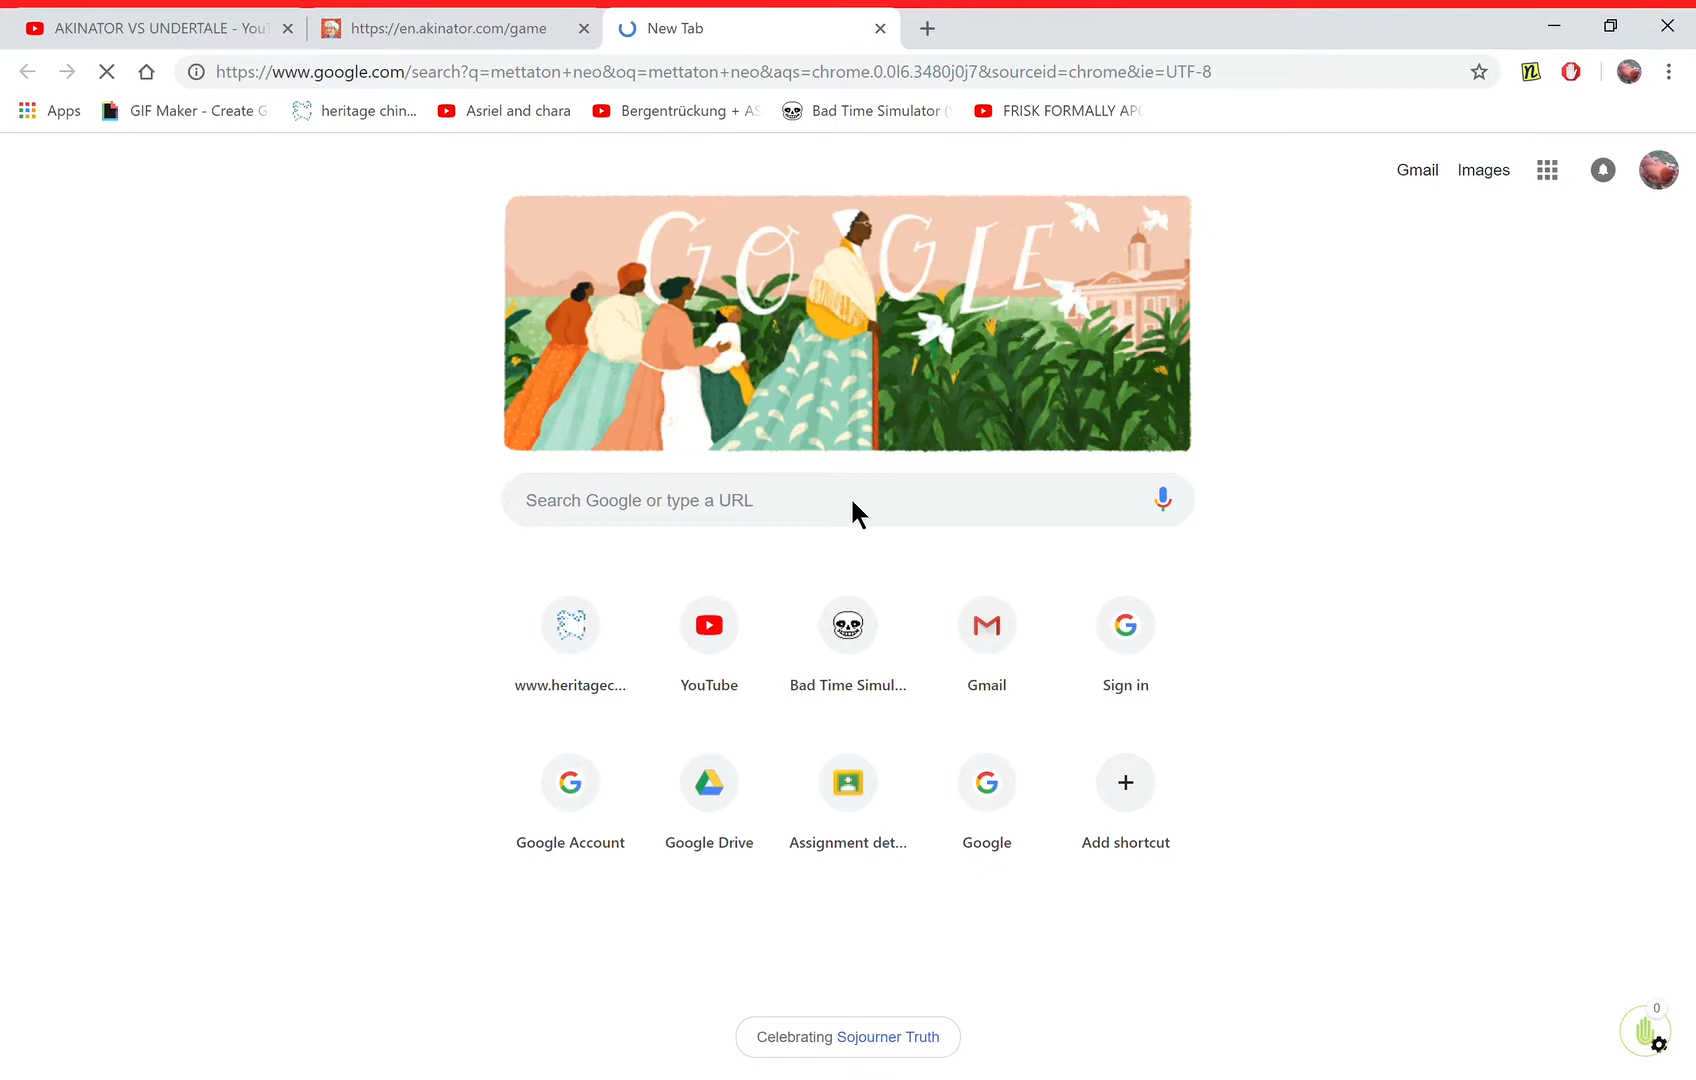 AKINATOR VS UNDERTALE - You
https://en.akinator.com/game
New Tab
https://www.google.com/search?q=mettaton+neo&oq=mettaton+neo&aqs=chrome.0.0l6.3480j0j7&sourceid=chrome&ie=UTF-8
Apps
GIF Maker - Create G
heritage chin...
Asriel and chara
Bergentrückung + AS
Bad Time Simulator (
FRISK FORMALLY APO
Gmail
Images
GOOGLE
Search Google or type a URL
www.heritagec...
YouTube
Bad Time Simul...
Gmail
Sign in
Google Account
Google Drive
Assignment det...
Google
Add shortcut
Celebrating Sojourner Truth
0